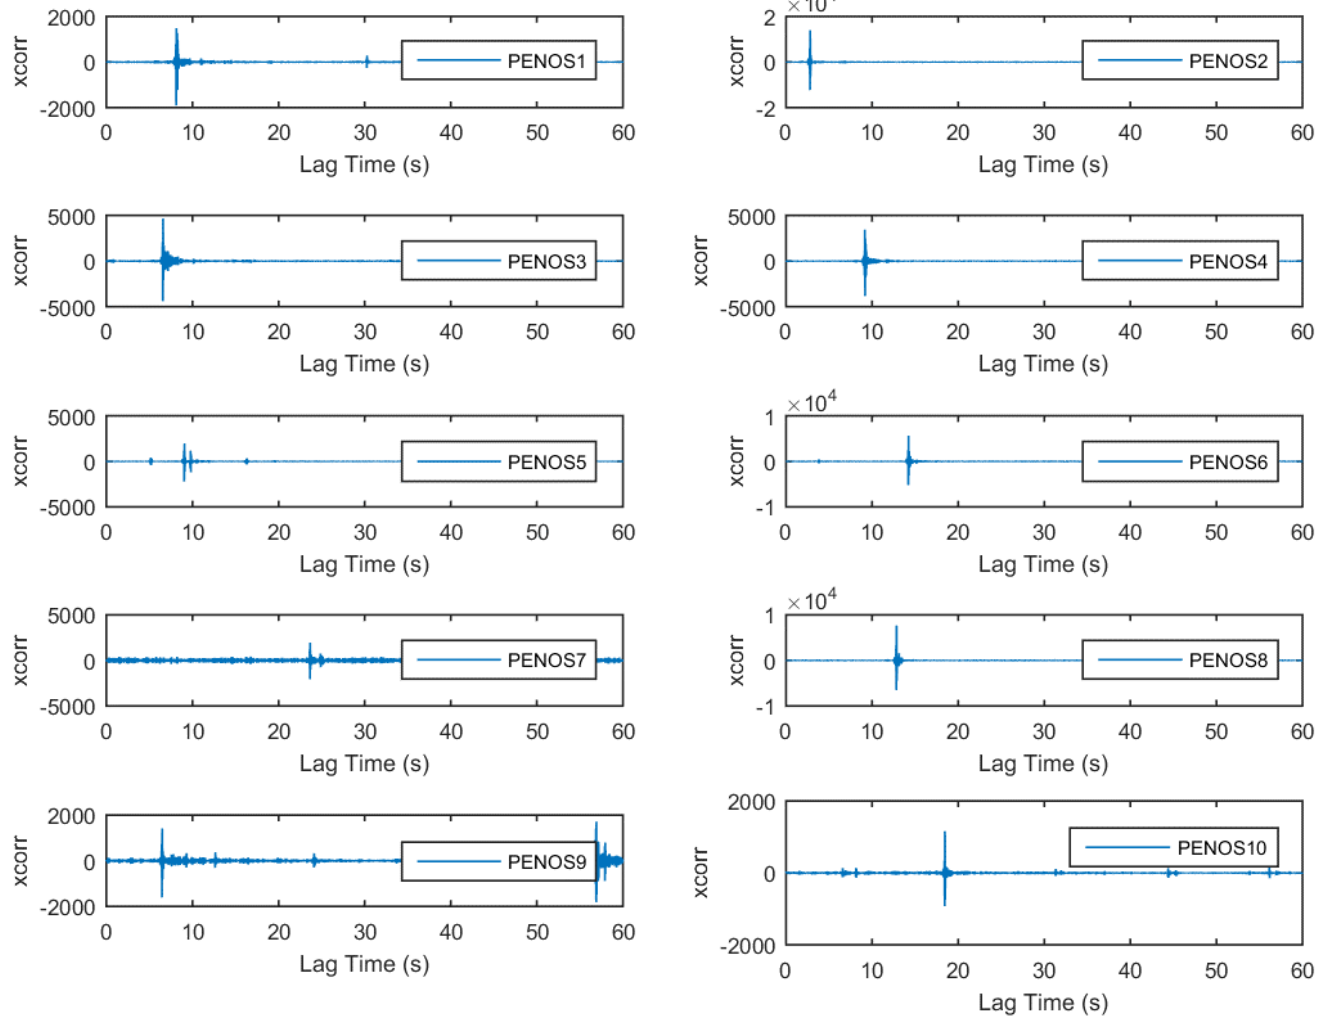 2000
0
-2000
xcorr
PENOS1
0 10 20 30 40 50 60
Lag Time (s)
2
0
-2
xcorr
PENOS2
0 10 20 30 40 50 60
Lag Time (s)
5000
0
-5000
xcorr
PENOS3
0 10 20 30 40 50 60
Lag Time (s)
5000
0
-5000
xcorr
PENOS4
0 10 20 30 40 50 60
Lag Time (s)
5000
0
-5000
xcorr
PENOS5
0 10 20 30 40 50 60
Lag Time (s)
×10⁴
1
0
-1
xcorr
PENOS6
0 10 20 30 40 50 60
Lag Time (s)
5000
0
-5000
xcorr
PENOS7
0 10 20 30 40 50 60
Lag Time (s)
×10⁴
1
0
-1
xcorr
PENOS8
0 10 20 30 40 50 60
Lag Time (s)
2000
0
-2000
xcorr
PENOS9
0 10 20 30 40 50 60
Lag Time (s)
2000
0
-2000
xcorr
PENOS10
0 10 20 30 40 50 60
Lag Time (s)